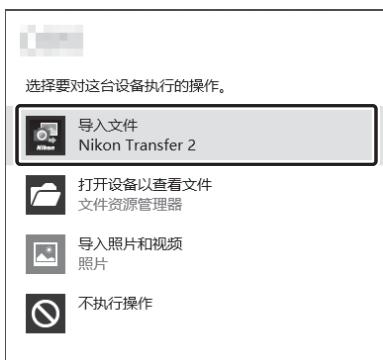 选择要对这台设备执行的操作。
导入文件
Nikon Transfer 2
打开设备以查看文件
文件资源管理器
导入照片和视频
照片
不执行操作